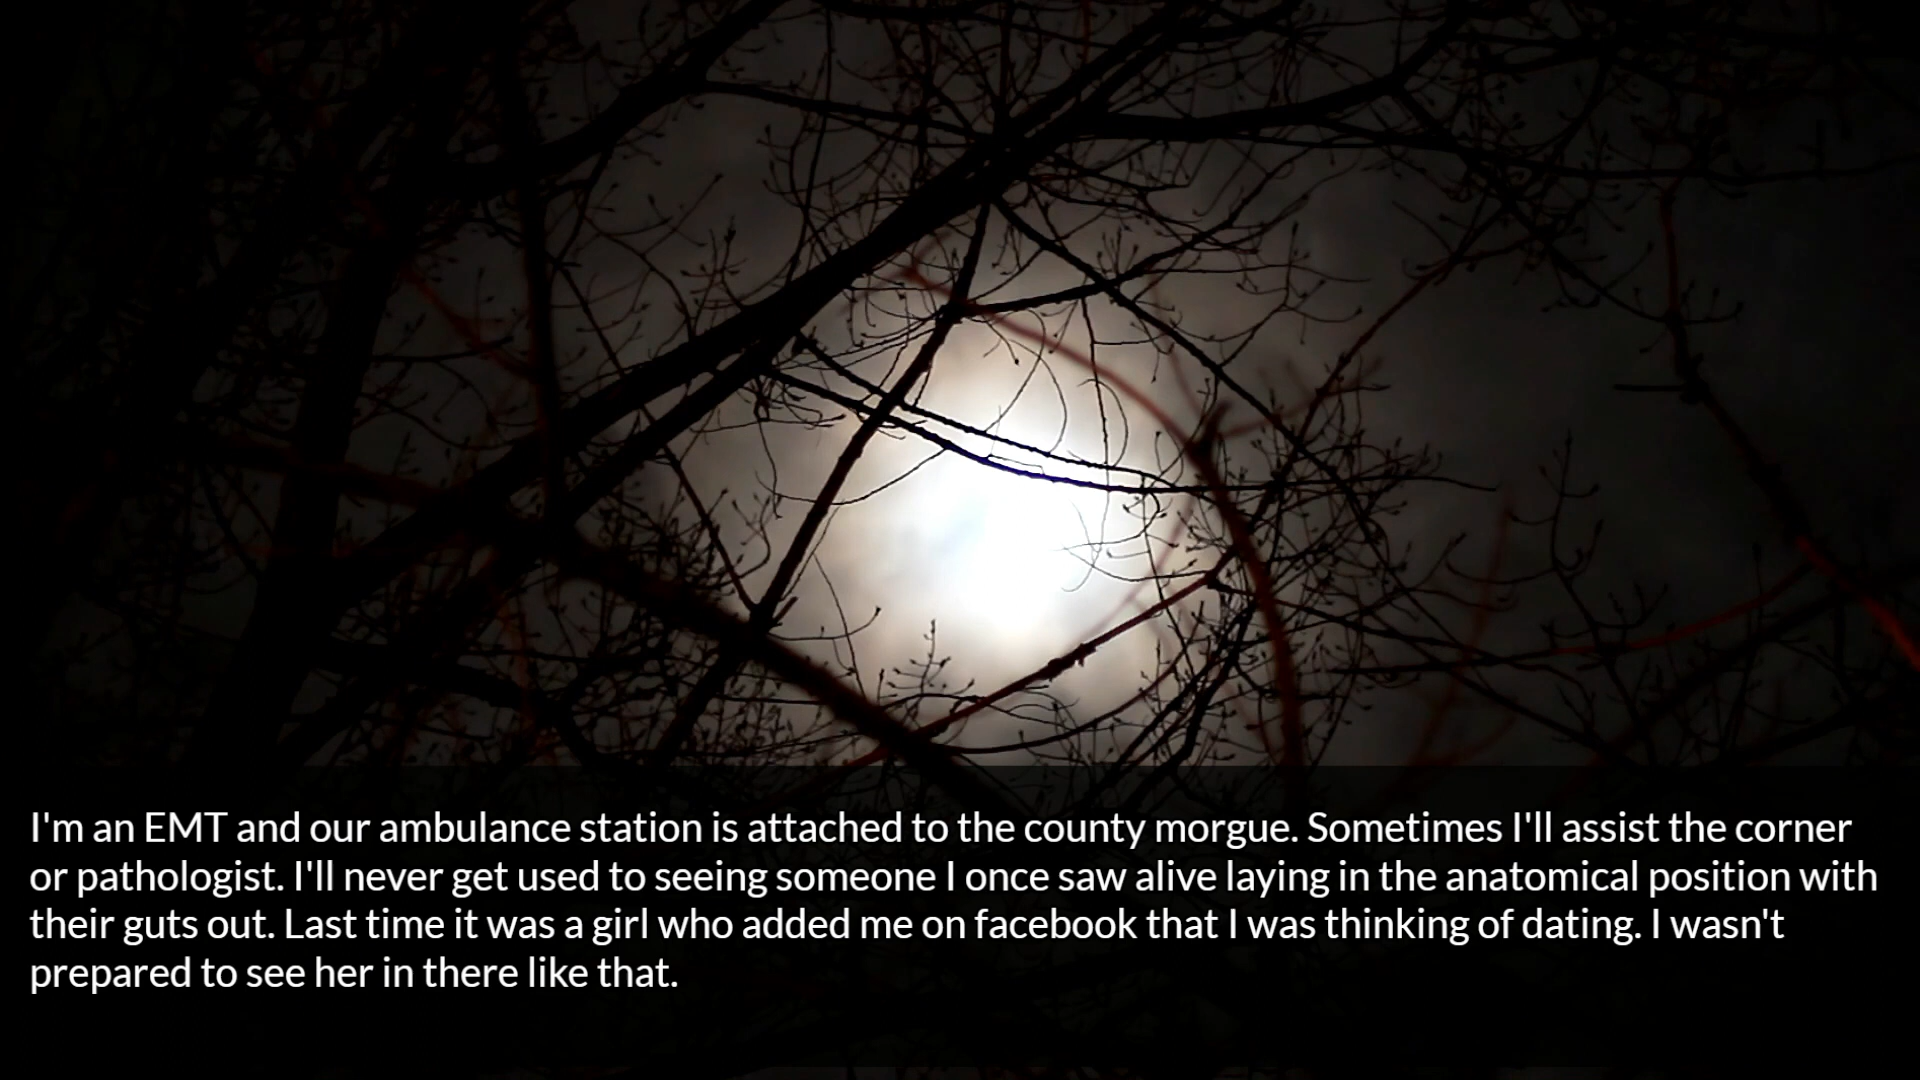 I'm an EMT and our ambulance station is attached to the county morgue. Sometimes I'll assist the corner
or pathologist. I'll never get used to seeing someone I once saw alive laying in the anatomical position with
their guts out. Last time it was a girl who added me on facebook that I was thinking of dating. I wasn't
prepared to see her in there like that.